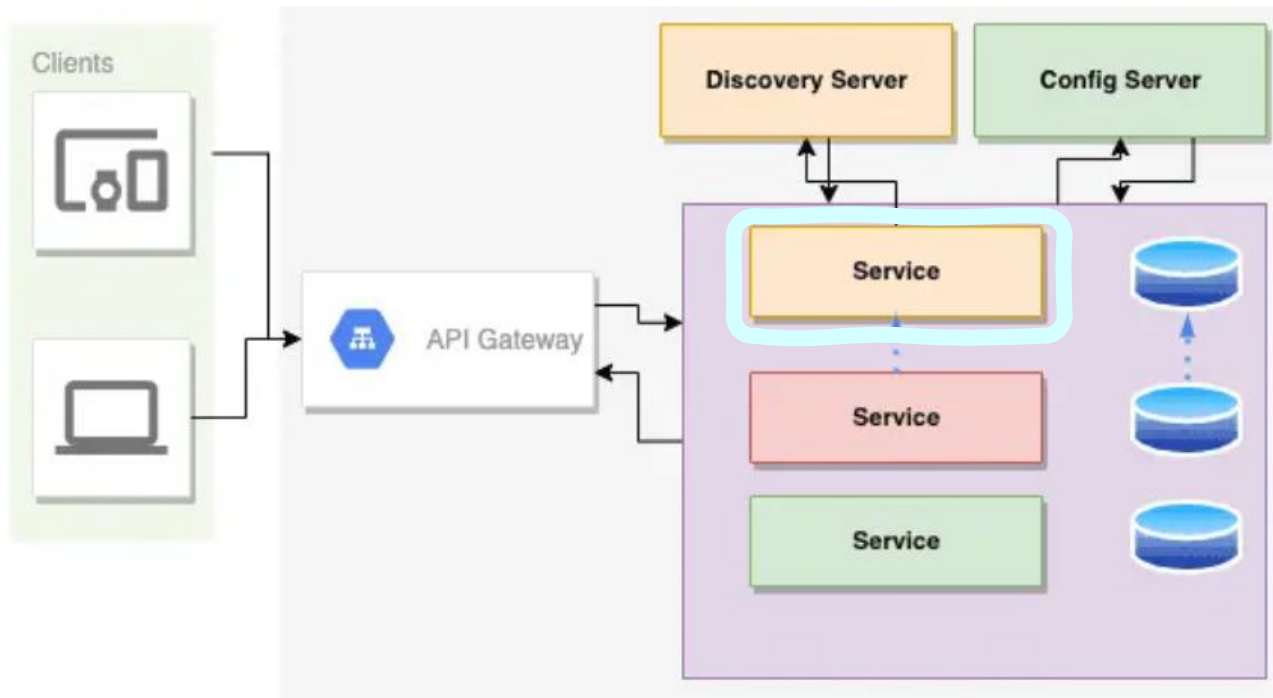 Clients
Discovery Server
Config Server
API Gateway
Service
Service
Service